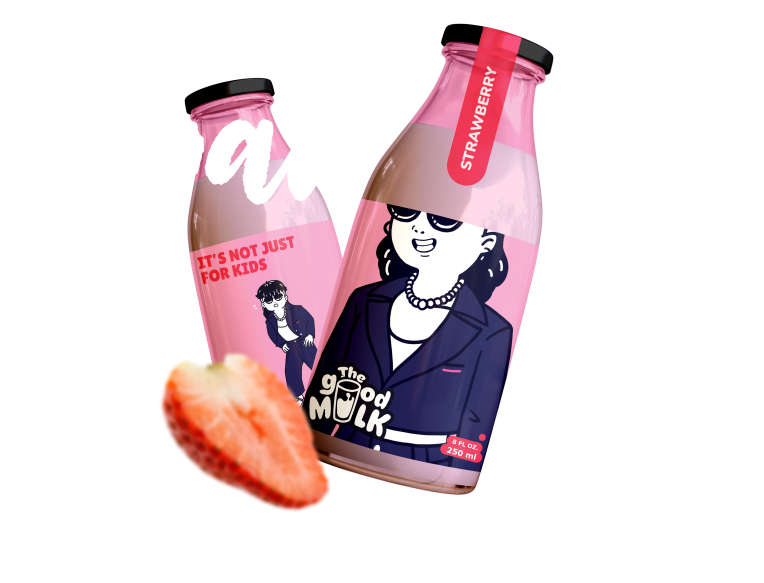 STRAWBERRY
IT'S NOT JUST
FOR KIDS
The
good
MILK
8 FL OZ.
250 ml